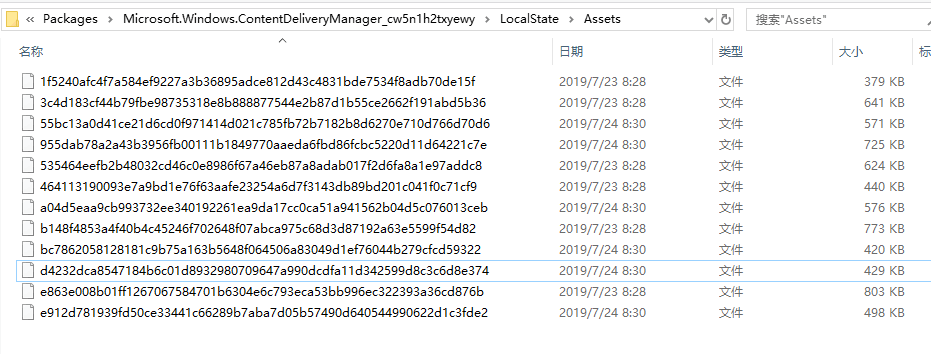 « Packages › Microsoft.Windows.ContentDeliveryManager_cw5n1h2txyewy › LocalState › Assets 搜索"Assets"
名称 日期 类型 大小 标
1f5240afc4f7a584ef9227a3b36895adce812d43c4831bde7534f8adb70de15f 2019/7/23 8:28 文件 379 KB
3c4d183cf44b79fbe98735318e8b888877544e2b87d1b55ce2662f191abd5b36 2019/7/23 8:28 文件 641 KB
55bc13a0d41ce21d6cd0f971414d021c785fb72b7182b8d6270e710d766d70d6 2019/7/24 8:30 文件 571 KB
955dab78a2a43b3956fb00111b1849770aaeda6fbd86fcbc5220d11d64221c7e 2019/7/24 8:30 文件 725 KB
535464eefb2b48032cd46c0e8986f67a46eb87a8adab017f2d6fa8a1e97addc8 2019/7/23 8:28 文件 624 KB
464113190093e7a9bd1e76f63aafe23254a6d7f3143db89bd201c041f0c71cf9 2019/7/23 8:28 文件 440 KB
a04d5eaa9cb993732ee340192261ea9da17cc0ca51a941562b04d5c076013ceb 2019/7/24 8:30 文件 576 KB
b148f4853a4f40b4c45246f702648f07abca975c68d3d87192a63e5599f54d82 2019/7/23 8:28 文件 773 KB
bc7862058128181c9b75a163b5648f064506a83049d1ef76044b279cfcd59322 2019/7/24 8:30 文件 420 KB
d4232dca8547184b6c01d8932980709647a990dcdfa11d342599d8c3c6d8e374 2019/7/24 8:30 文件 429 KB
e863e008b01ff1267067584701b6304e6c793eca53bb996ec322393a36cd876b 2019/7/23 8:28 文件 803 KB
e912d781939fd50ce33441c66289b7aba7d05b57490d640544990622d1c3fde2 2019/7/24 8:30 文件 498 KB